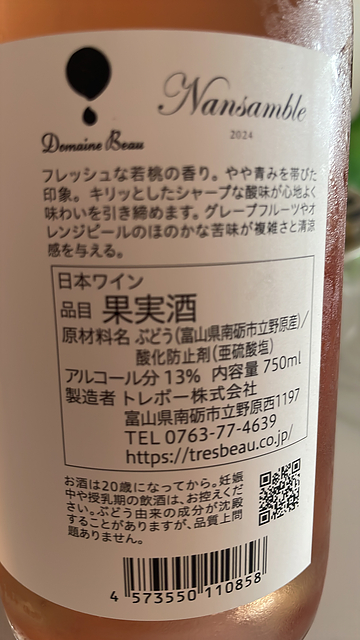 Domaine Beau
Nansamble
2024
フレッシュな若桃の香り。やや青みを帯びた
印象。キリッとしたシャープな酸味が心地よく
味わいを引き締めます。グレープフルーツやオ
レンジピールのほのかな苦味が複雑さと清涼
感を与える。
日本ワイン
品目 果実酒
原材料名 ぶどう(富山県南砺市立野原産)/
酸化防止剤(亜硫酸塩)
アルコール分 13% 内容量 750ml
製造者 トレボー株式会社
富山県南砺市立野原西1197
TEL 0763-77-4639
https://tresbeau.co.jp/
お酒は20歳になってから。妊娠
中や授乳期の飲酒は、お控えくだ
さい。ぶどう由来の成分が沈殿
することがありますが、品質上問
題ありません。
4 573550 110858